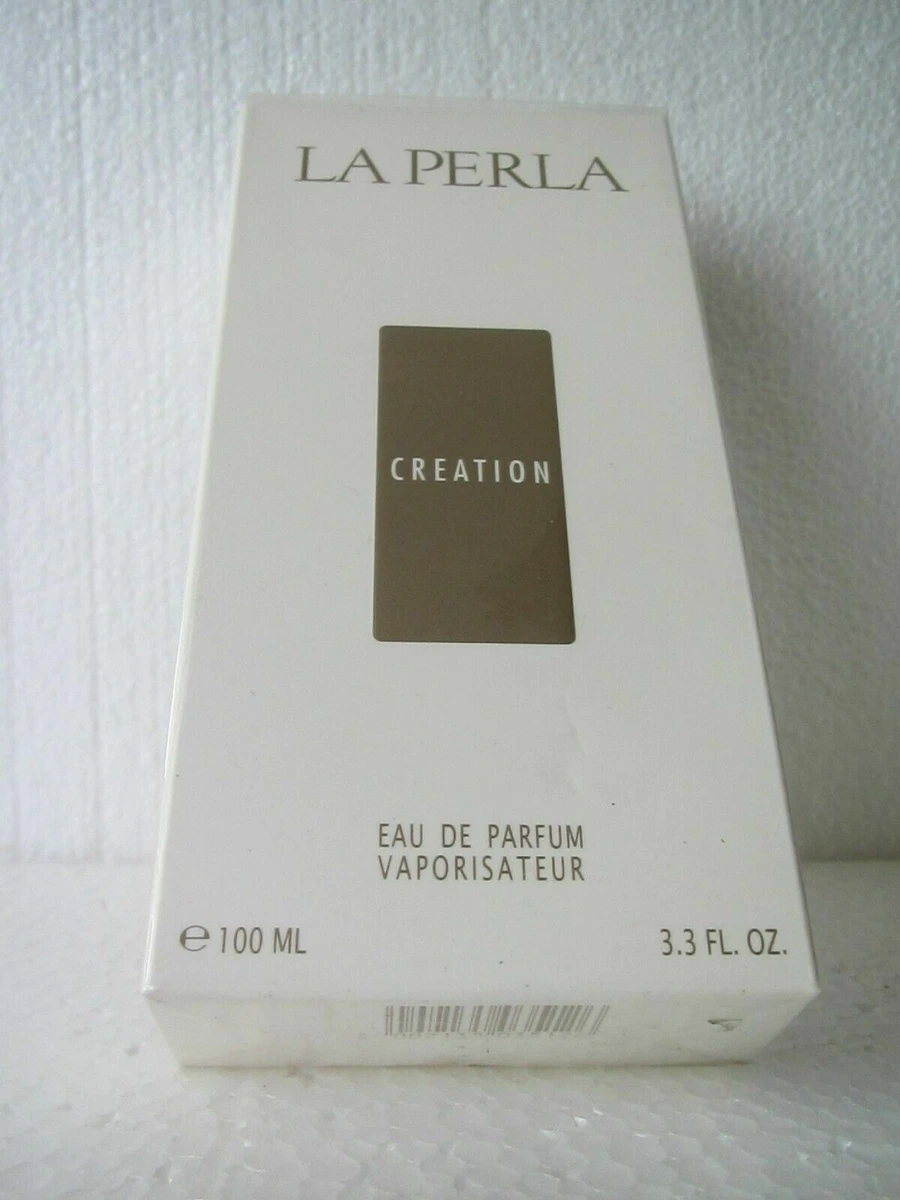 LA PERLA
CREATION
EAU DE PARFUM
VAPORISATEUR
℮ 100 ML
3.3 FL. OZ.